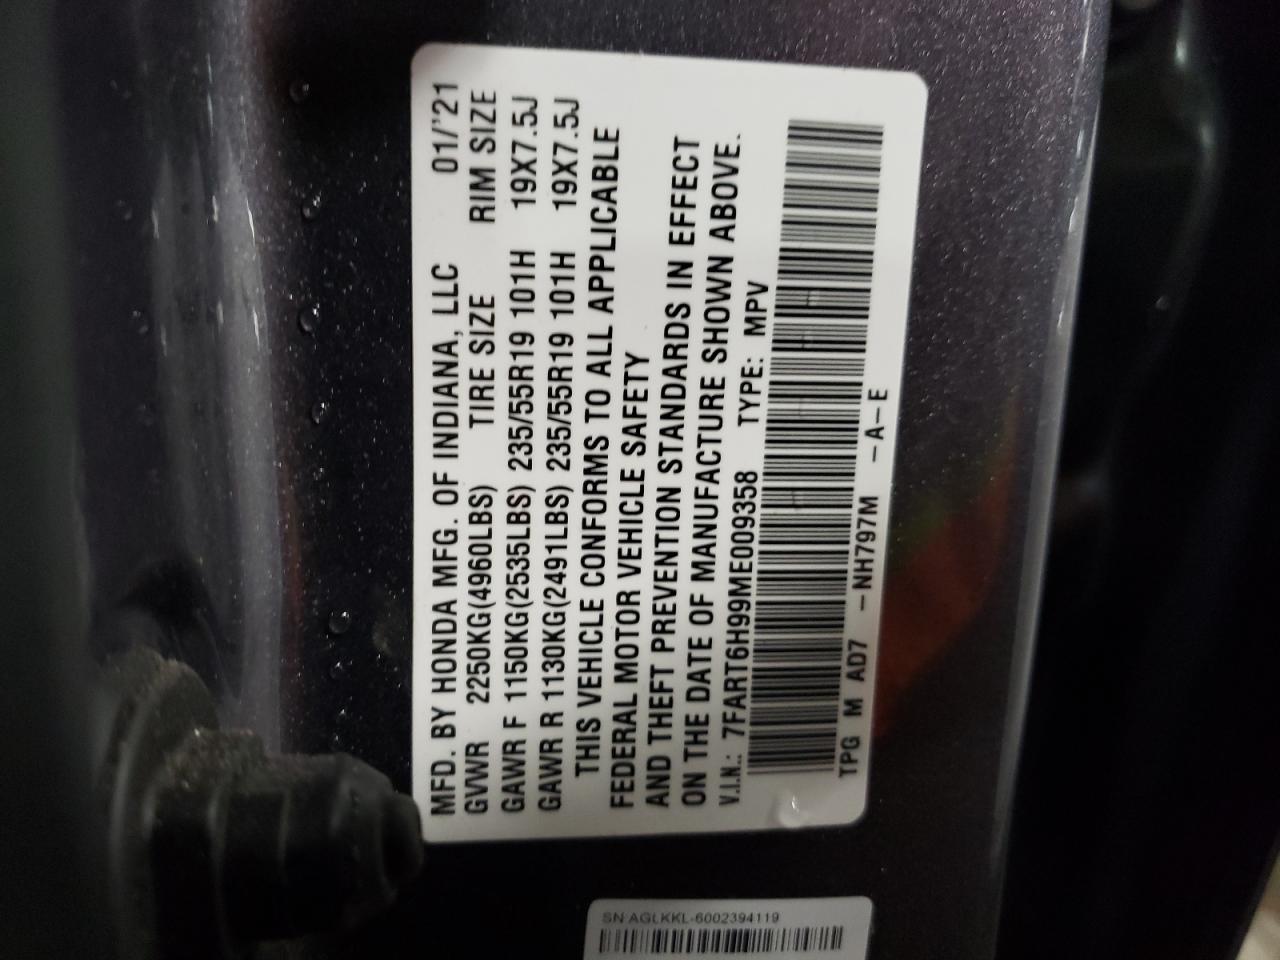 MFD. BY HONDA MFG. OF INDIANA, LLC 01/'21
GVWR 2250KG(4960LBS) TIRE SIZE RIM SIZE
GAWR F 1150KG(2535LBS) 235/55R19 101H 19X7.5J
GAWR R 1130KG(2491LBS) 235/55R19 101H 19X7.5J
THIS VEHICLE CONFORMS TO ALL APPLICABLE
FEDERAL MOTOR VEHICLE SAFETY
AND THEFT PREVENTION STANDARDS IN EFFECT
ON THE DATE OF MANUFACTURE SHOWN ABOVE.
V.I.N.: 7FART6H99ME009358 TYPE: MPV
TPG M AD7 -NH797M -A-E
SN:AGLKKL-6002394119